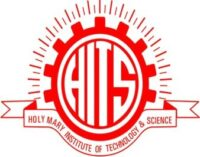 HITS
HOLY MARY INSTITUTE OF TECHNOLOGY & SCIENCE